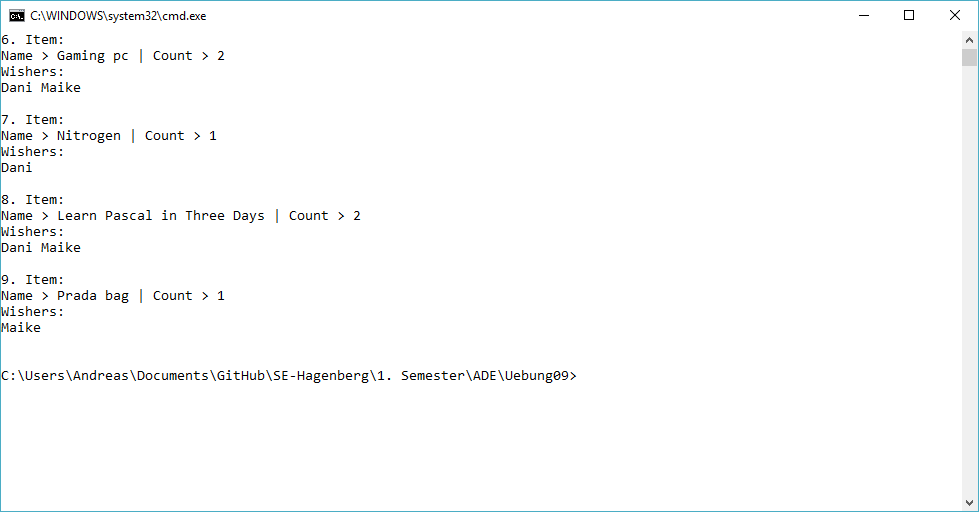 C:\WINDOWS\system32\cmd.exe
6. Item:
Name > Gaming pc | Count > 2
Wishers:
Dani Maike
7. Item:
Name > Nitrogen | Count > 1
Wishers:
Dani
8. Item:
Name > Learn Pascal in Three Days | Count > 2
Wishers:
Dani Maike
9. Item:
Name > Prada bag | Count > 1
Wishers:
Maike
C:\Users\Andreas\Documents\GitHub\SE-Hagenberg\1. Semester\ADE\Uebung09>